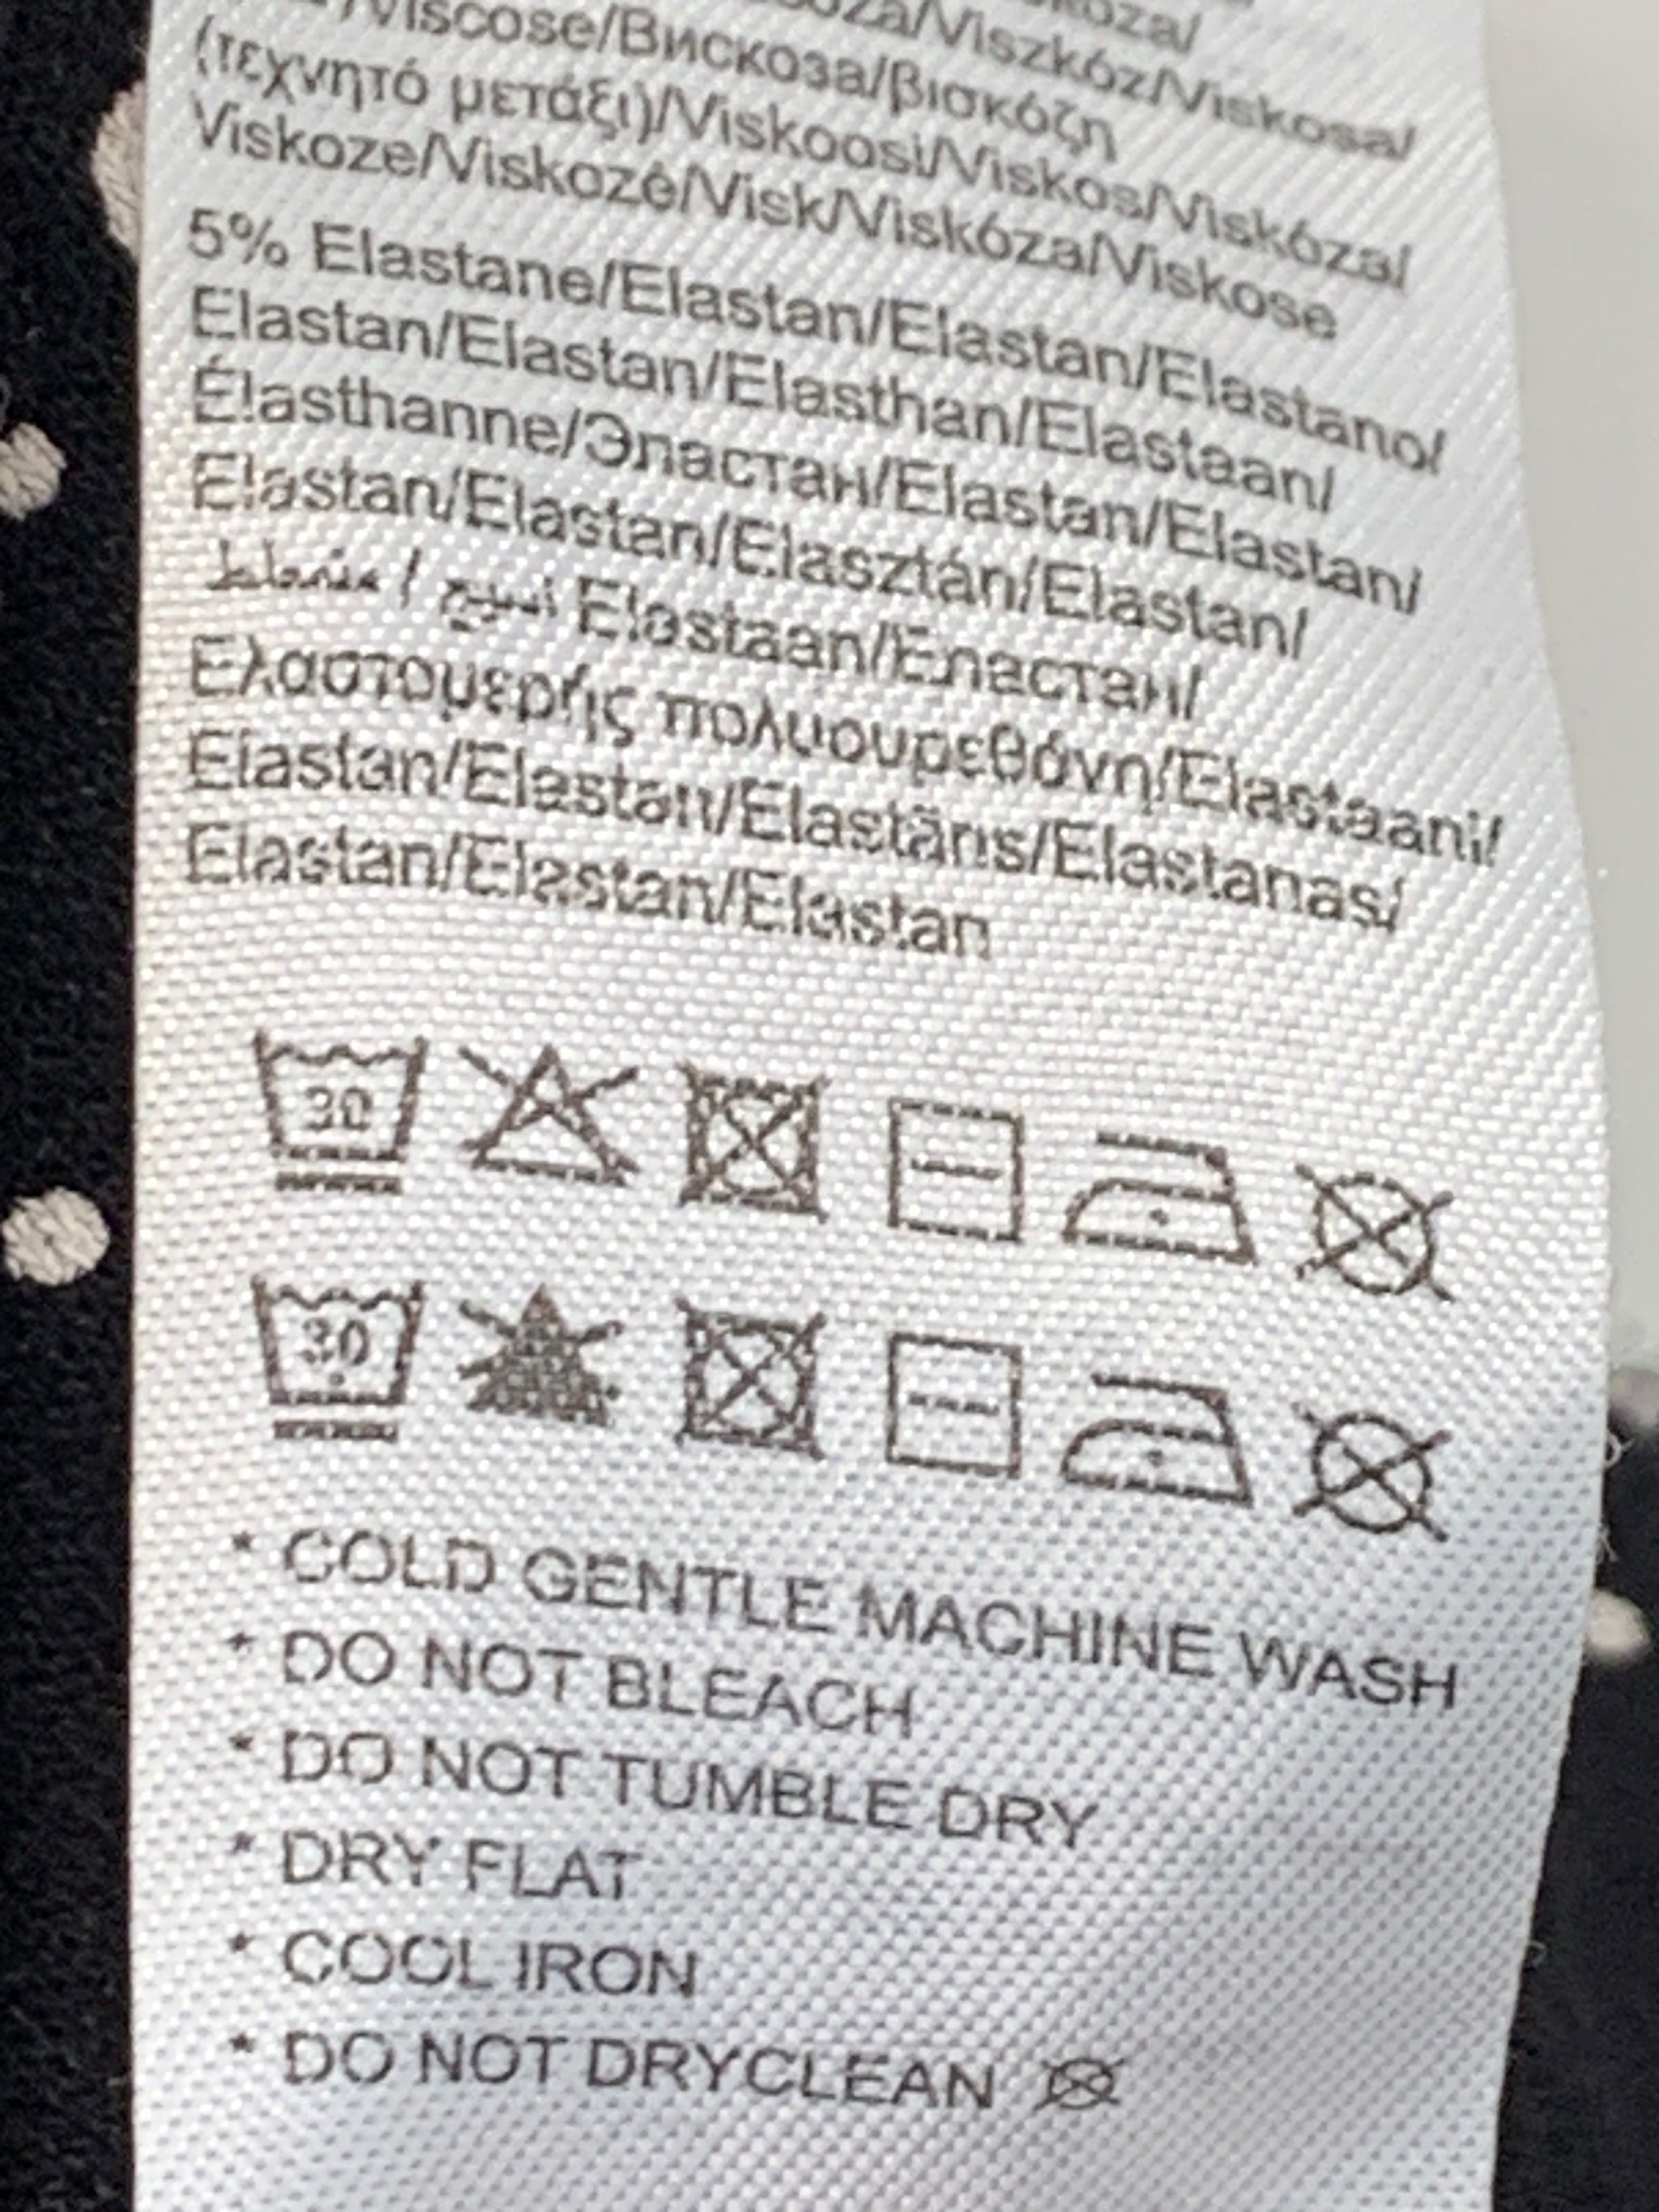 Viszkóz/Viskosa/
Viscose/Вискоза/βισκόζη
(τεχνητό μετάξι)/Viskoosi/Viskos/Viskóza/
Viskoze/Viskozė/Visk/Viskóza/Viskose
5% Elastane/Elastan/Elastan/Elastano/
Elastan/Elastan/Elasthan/Elastaan/
Élasthanne/Эластан/Elastan/Elastan/
Elastan/Elastan/Elasztán/Elastan/
نسيج / مطاط Elastaan/Еластан/
Ελαστομερής πολυουρεθάνη/Elastaani/
Elastan/Elastan/Elastāns/Elastanas/
Elastan/Elastan/Elastan
30
30
* COLD GENTLE MACHINE WASH
* DO NOT BLEACH
* DO NOT TUMBLE DRY
* DRY FLAT
* COOL IRON
* DO NOT DRYCLEAN